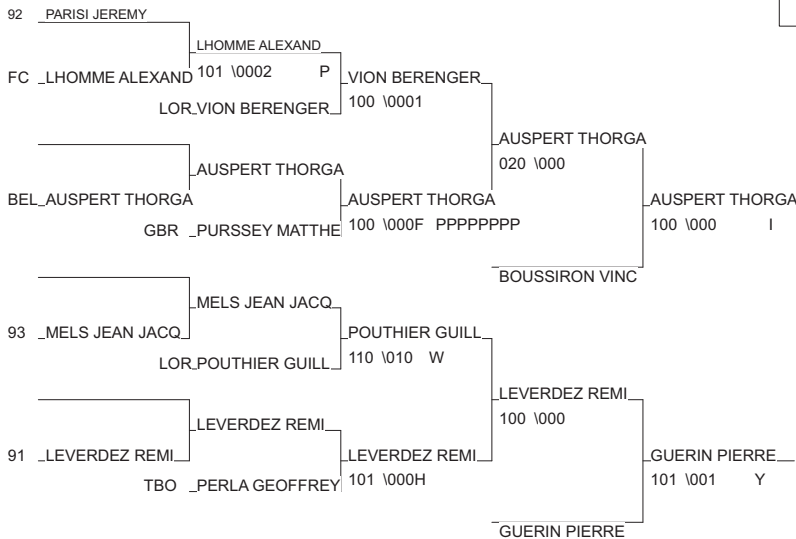 92 PARISI JEREMY
LHOMME ALEXAND
FC LHOMME ALEXAND 101 \0002 P VION BERENGER
LOR VION BERENGER 100 \0001
AUSPERT THORGA
020 \000
AUSPERT THORGA
BEL AUSPERT THORGA AUSPERT THORGA AUSPERT THORGA
GBR PURSSEY MATTHE 100 \000F PPPPPPPP 100 \000 I
BOUSSIRON VINC
MELS JEAN JACQ
93 MELS JEAN JACQ POUTHIER GUILL
LOR POUTHIER GUILL 110 \010 W
LEVERDEZ REMI
100 \000
LEVERDEZ REMI
91 LEVERDEZ REMI LEVERDEZ REMI GUERIN PIERRE
TBO PERLA GEOFFREY 101 \000H 101 \001 Y
GUERIN PIERRE